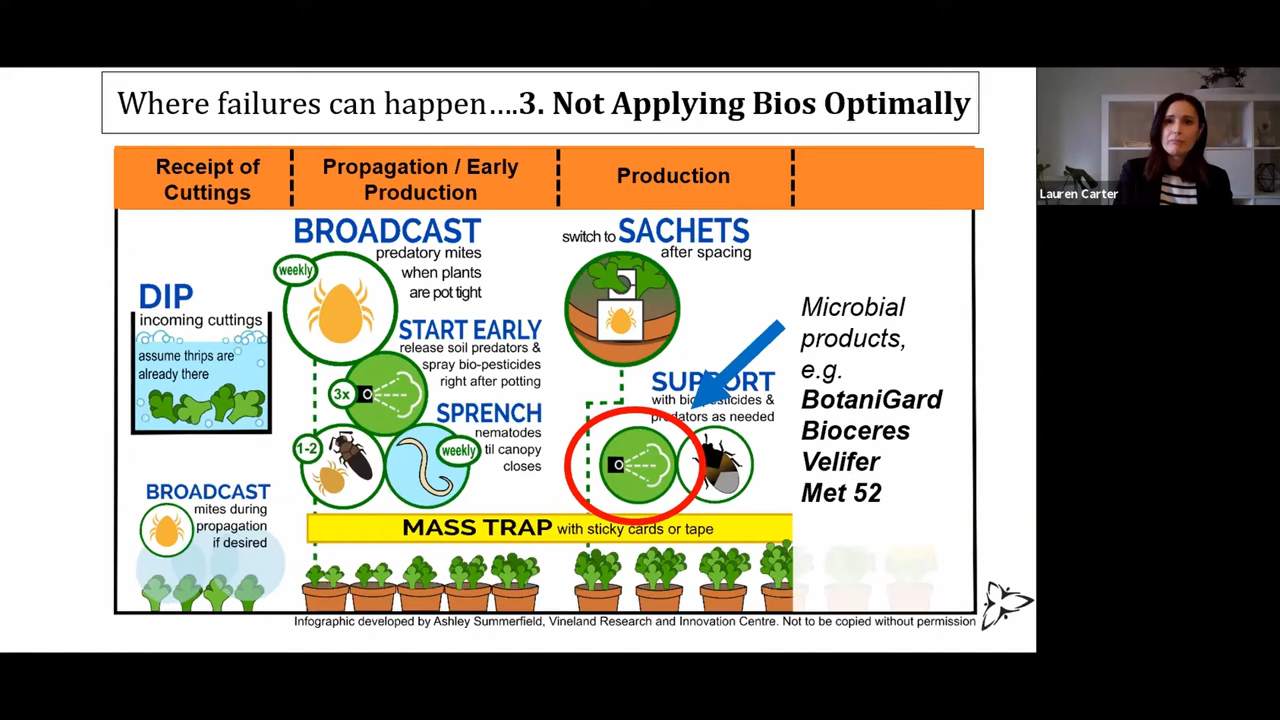 Where failures can happen....3. Not Applying Bios Optimally
Receipt of
Cuttings
Propagation / Early
Production
Production
DIP
incoming cuttings
assume thrips are
already there
BROADCAST
mites during
propagation
if desired
BROADCAST
predatory mites
when plants
are pot tight
weekly
START EARLY
release soil predators &
spray bio-pesticides
right after potting
3x
SPRENCH
nematodes
til canopy
closes
1-2
weekly
switch to SACHETS
after spacing
SUPPORT
with biopesticides &
predators as needed
Microbial
products,
e.g.
BotaniGard
Bioceres
Velifer
Met 52
MASS TRAP with sticky cards or tape
Infographic developed by Ashley Summerfield, Vineland Research and Innovation Centre. Not to be copied without permission
Lauren Carter